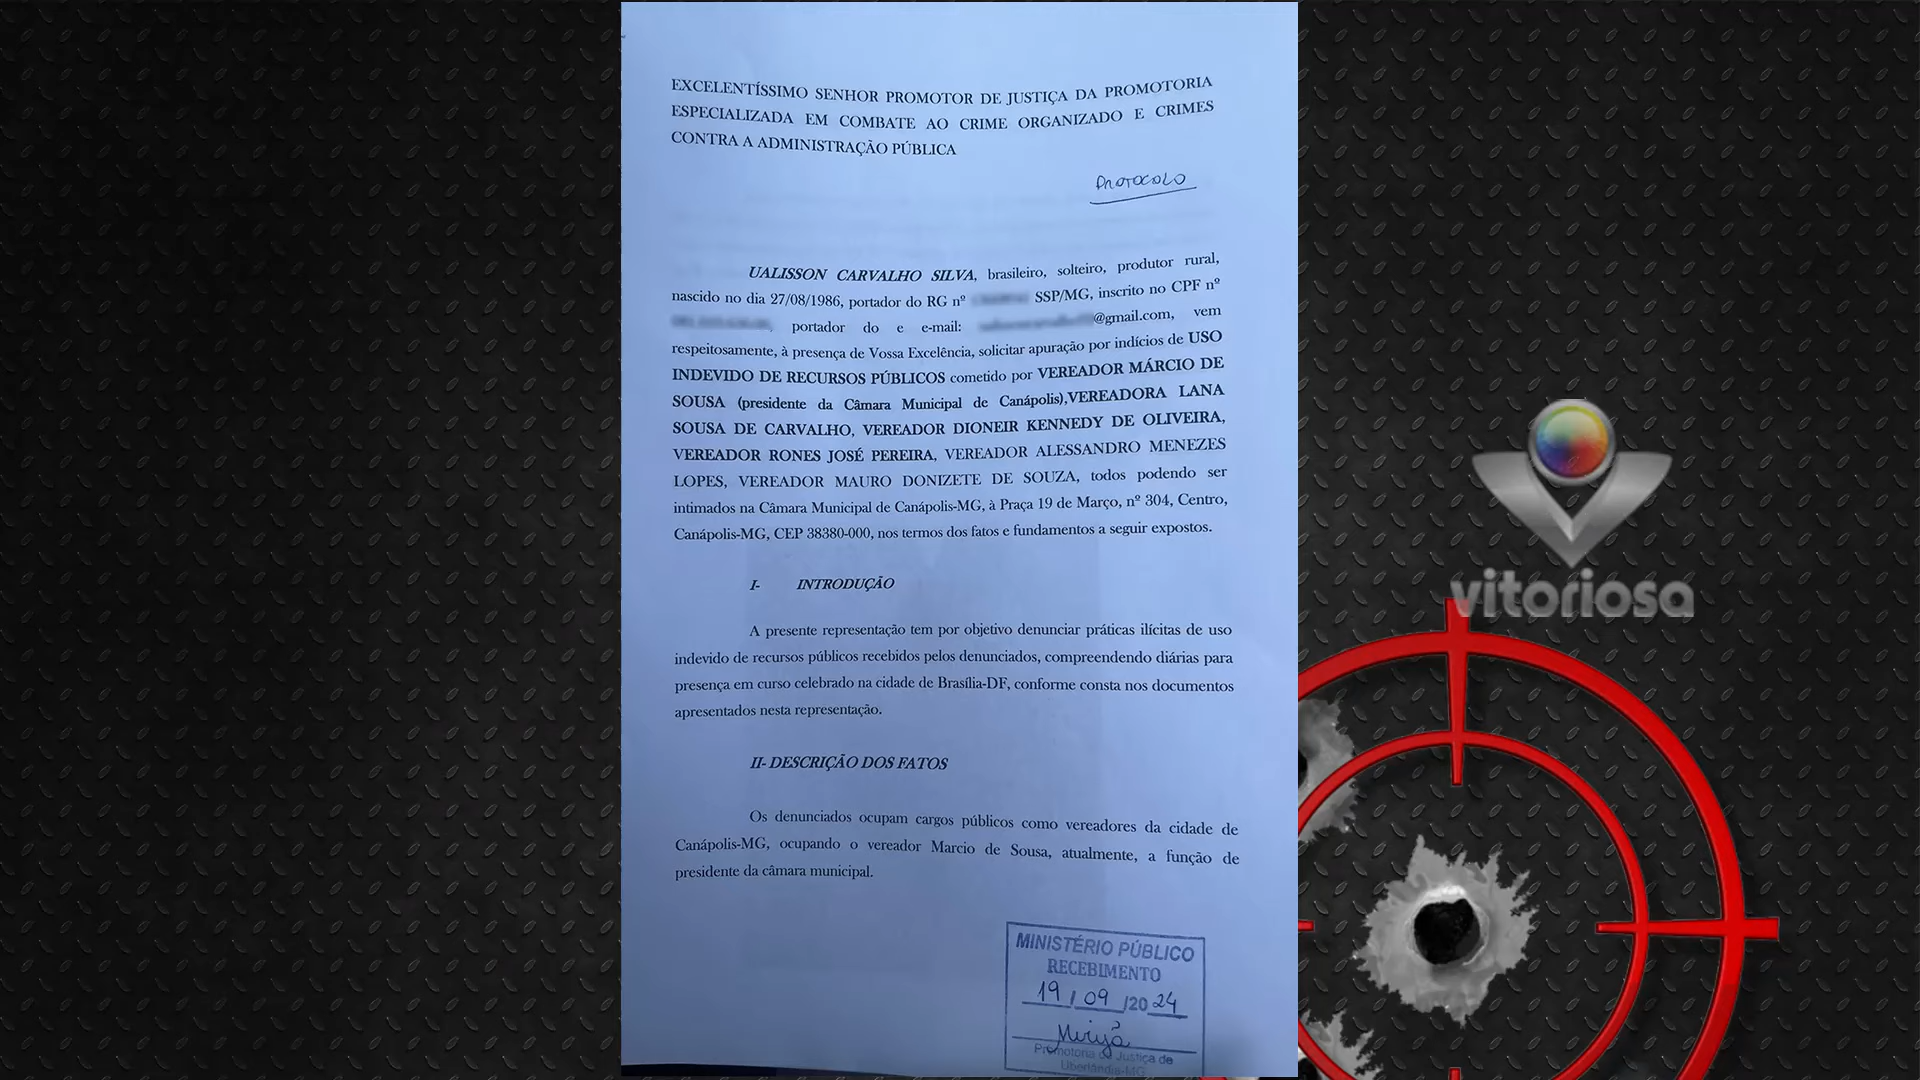 EXCELENTÍSSIMO SENHOR PROMOTOR DE JUSTIÇA DA PROMOTORIA
ESPECIALIZADA EM COMBATE AO CRIME ORGANIZADO E CRIMES
CONTRA A ADMINISTRAÇÃO PÚBLICA
PROTOCOLO
UALISSON CARVALHO SILVA, brasileiro, solteiro, produtor rural,
nascido no dia 27/08/1986, portador do RG nº SSP/MG, inscrito no CPF nº
, portador do e e-mail: @gmail.com, vem
respeitosamente, à presença de Vossa Excelência, solicitar apuração por indícios de USO
INDEVIDO DE RECURSOS PÚBLICOS cometido por VEREADOR MÁRCIO DE
SOUSA (presidente da Câmara Municipal de Canápolis),VEREADORA LANA
SOUSA DE CARVALHO, VEREADOR DIONEIR KENNEDY DE OLIVEIRA,
VEREADOR RONES JOSÉ PEREIRA, VEREADOR ALESSANDRO MENEZES
LOPES, VEREADOR MAURO DONIZETE DE SOUZA, todos podendo ser
intimados na Câmara Municipal de Canápolis-MG, à Praça 19 de Março, nº 304, Centro,
Canápolis-MG, CEP 38380-000, nos termos dos fatos e fundamentos a seguir expostos.
I- INTRODUÇÃO
A presente representação tem por objetivo denunciar práticas ilícitas de uso
indevido de recursos públicos recebidos pelos denunciados, compreendendo diárias para
presença em curso celebrado na cidade de Brasília-DF, conforme consta nos documentos
apresentados nesta representação.
II- DESCRIÇÃO DOS FATOS
Os denunciados ocupam cargos públicos como vereadores da cidade de
Canápolis-MG, ocupando o vereador Marcio de Sousa, atualmente, a função de
presidente da câmara municipal.
MINISTÉRIO PÚBLICO
RECEBIMENTO
19/09/2024
Promotoria de Justiça de
Uberlândia-MG
vitoriosa